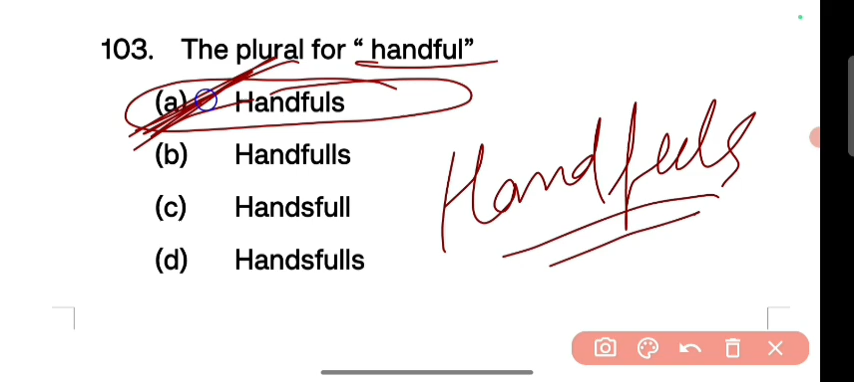 103. The plural for “ handful”
(a) Handfuls
(b) Handfulls
(c) Handsfull
(d) Handsfulls
Handfuls